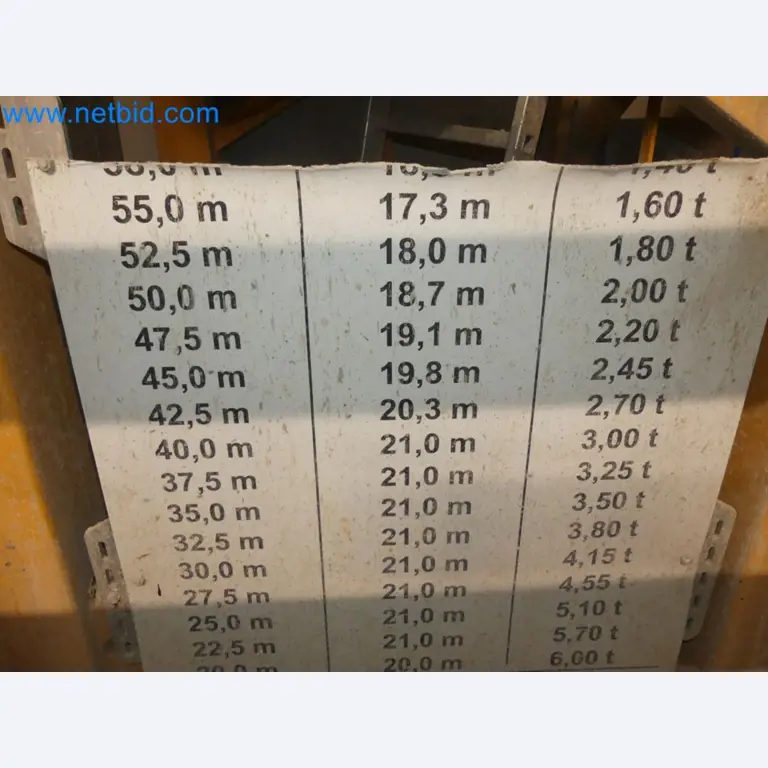 www.netbid.com
55,0 m 17,3 m 1,60 t
52,5 m 18,0 m 1,80 t
50,0 m 18,7 m 2,00 t
47,5 m 19,1 m 2,20 t
45,0 m 19,8 m 2,45 t
42,5 m 20,3 m 2,70 t
40,0 m 21,0 m 3,00 t
37,5 m 21,0 m 3,25 t
35,0 m 21,0 m 3,50 t
32,5 m 21,0 m 3,80 t
30,0 m 21,0 m 4,15 t
27,5 m 21,0 m 4,55 t
25,0 m 21,0 m 5,10 t
22,5 m 21,0 m 5,70 t
20,0 m 20,0 m 6,00 t